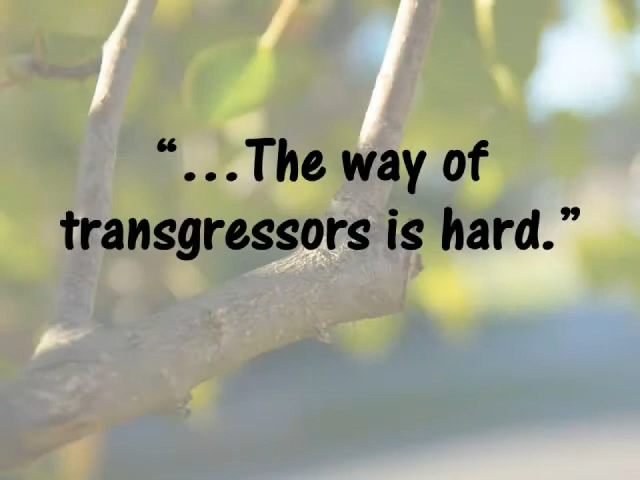 “...The way of
transgressors is hard.”